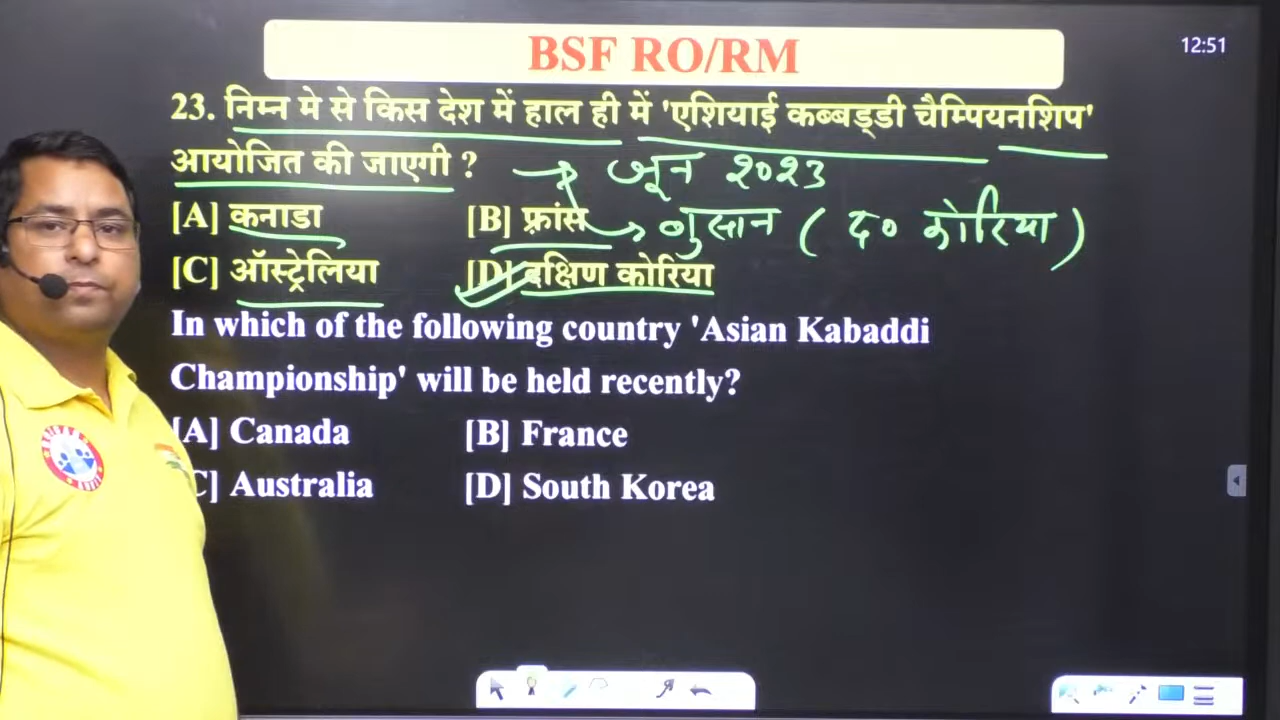 BSF RO/RM
12:51
23. निम्न मे से किस देश में हाल ही में 'एशियाई कब्बड्डी चैम्पियनशिप'
आयोजित की जाएगी ? → जून २०२३
[A] कनाडा [B] फ़्रांस → बुसान ( द० कोरिया )
[C] ऑस्ट्रेलिया [D] दक्षिण कोरिया
In which of the following country 'Asian Kabaddi
Championship' will be held recently?
[A] Canada [B] France
C] Australia [D] South Korea